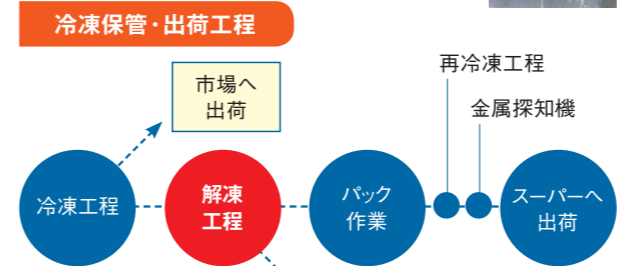 冷凍保管・出荷工程
再冷凍工程
市場へ
出荷
金属探知機
冷凍工程
解凍
工程
パック
作業
スーパーへ
出荷